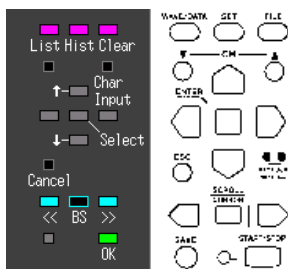 List Hist Clear
↑ Char Input
↓ Select
Cancel
<< BS >>
OK
WAVE/DATA SET FILE
CH
ENTER
ESC
SCROLL
CURSOR
START/STOP